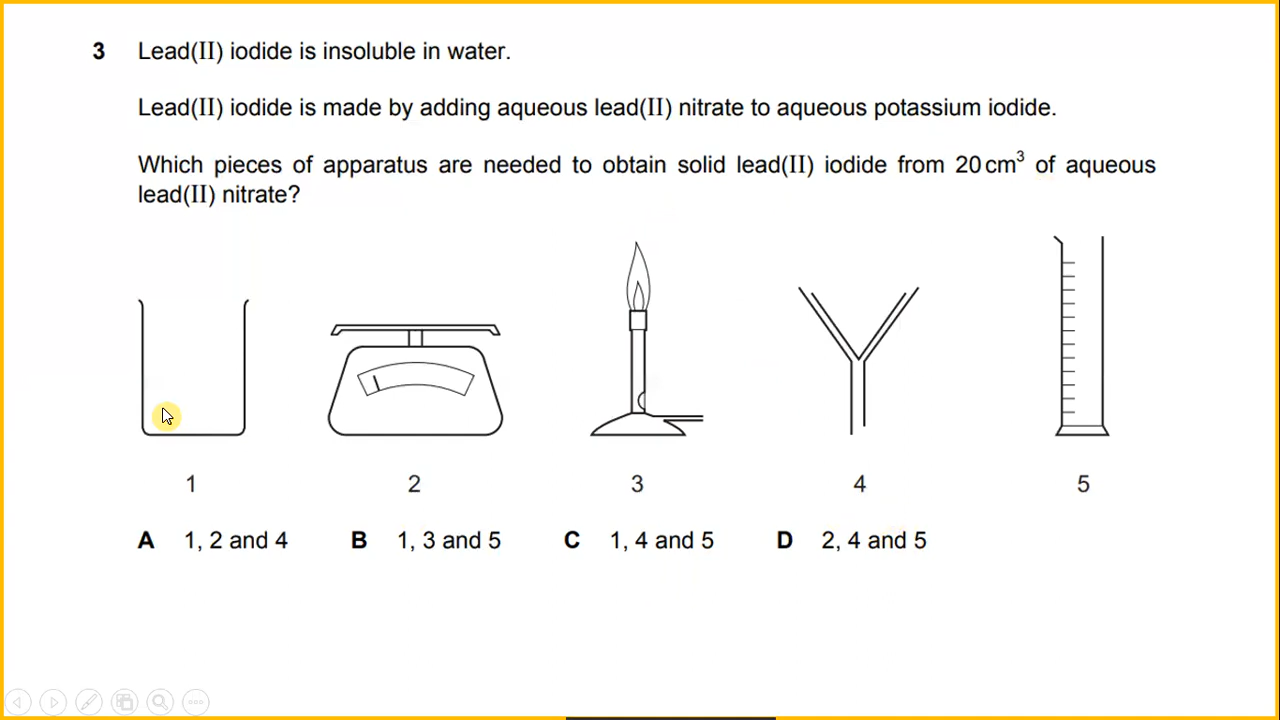 3 Lead(II) iodide is insoluble in water.
Lead(II) iodide is made by adding aqueous lead(II) nitrate to aqueous potassium iodide.
Which pieces of apparatus are needed to obtain solid lead(II) iodide from 20 cm³ of aqueous
lead(II) nitrate?
1 2 3 4 5
A 1, 2 and 4 B 1, 3 and 5 C 1, 4 and 5 D 2, 4 and 5